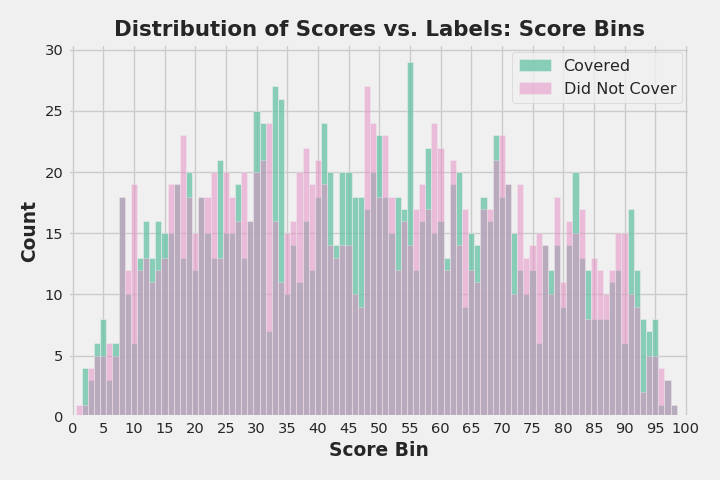 Distribution of Scores vs. Labels: Score Bins
30
25
20
15
10
5
0
Count
Covered
Did Not Cover
0 5 10 15 20 25 30 35 40 45 50 55 60 65 70 75 80 85 90 95 100
Score Bin